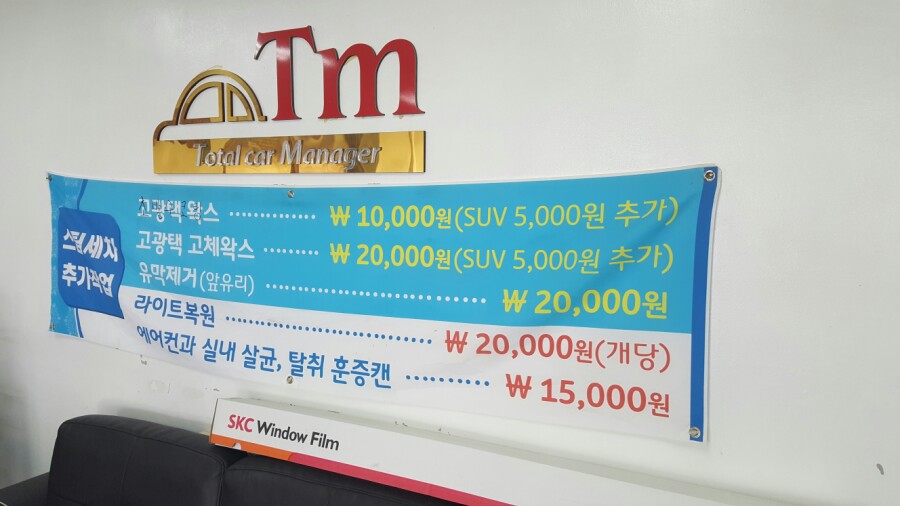 Tm
Total car Manager
스팀세차
추가작업
고광택 왁스 ············ ₩ 10,000원(SUV 5,000원 추가)
고광택 고체왁스 ············ ₩ 20,000원(SUV 5,000원 추가)
유막제거(앞유리) ························ ₩ 20,000원
라이트복원 ························ ₩ 20,000원(개당)
에어컨과 실내 살균, 탈취 훈증캔 ·········· ₩ 15,000원
SKC Window Film